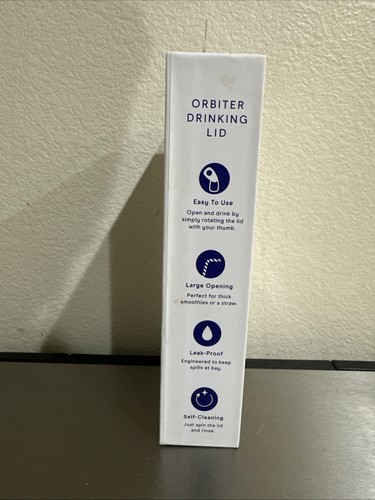 ORBITER
DRINKING
LID
Easy To Use
Open and drink by
simply rotating the lid
with your thumb.
Large Opening
Perfect for thick
smoothies or a straw.
Leak-Proof
Engineered to keep
spills at bay.
Self-Cleaning
Just spin the lid
and rinse.